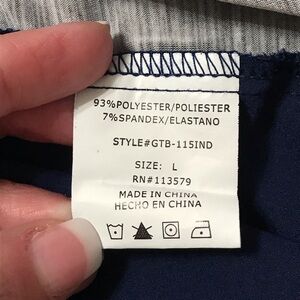 93%POLYESTER/POLIESTER
7%SPANDEX/ELASTANO
STYLE#GTB-115IND
SIZE: L
RN#113579
MADE IN CHINA
HECHO EN CHINA